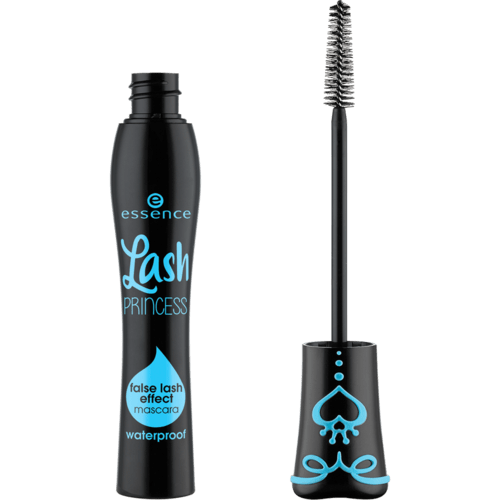 essence
Lash
PRINCESS
false lash
effect
mascara
waterproof